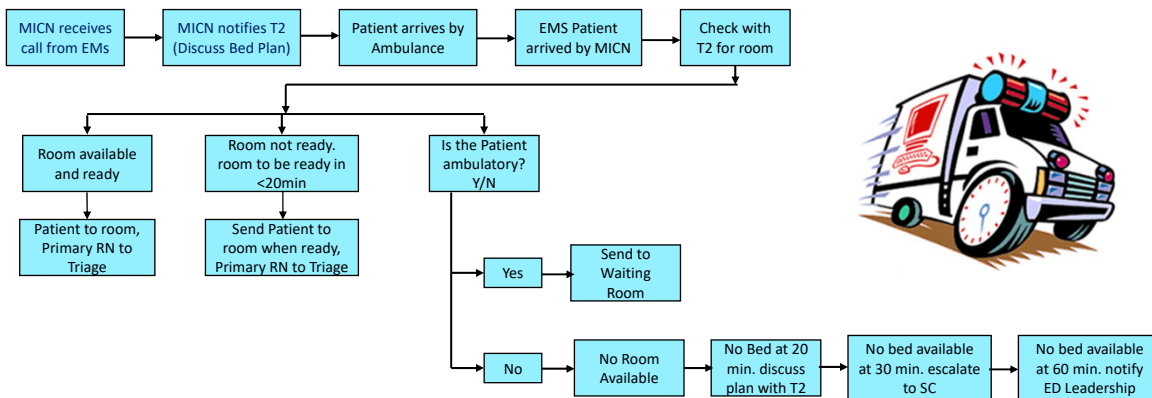 MICN receives
call from EMs
MICN notifies T2
(Discuss Bed Plan)
Patient arrives by
Ambulance
EMS Patient
arrived by MICN
Check with
T2 for room
Room available
and ready
Room not ready.
room to be ready in
<20min
Is the Patient
ambulatory?
Y/N
Patient to room,
Primary RN to
Triage
Send Patient to
room when ready,
Primary RN to Triage
Yes
Send to
Waiting
Room
No
No Room
Available
No Bed at 20
min. discuss
plan with T2
No bed available
at 30 min. escalate
to SC
No bed available
at 60 min. notify
ED Leadership